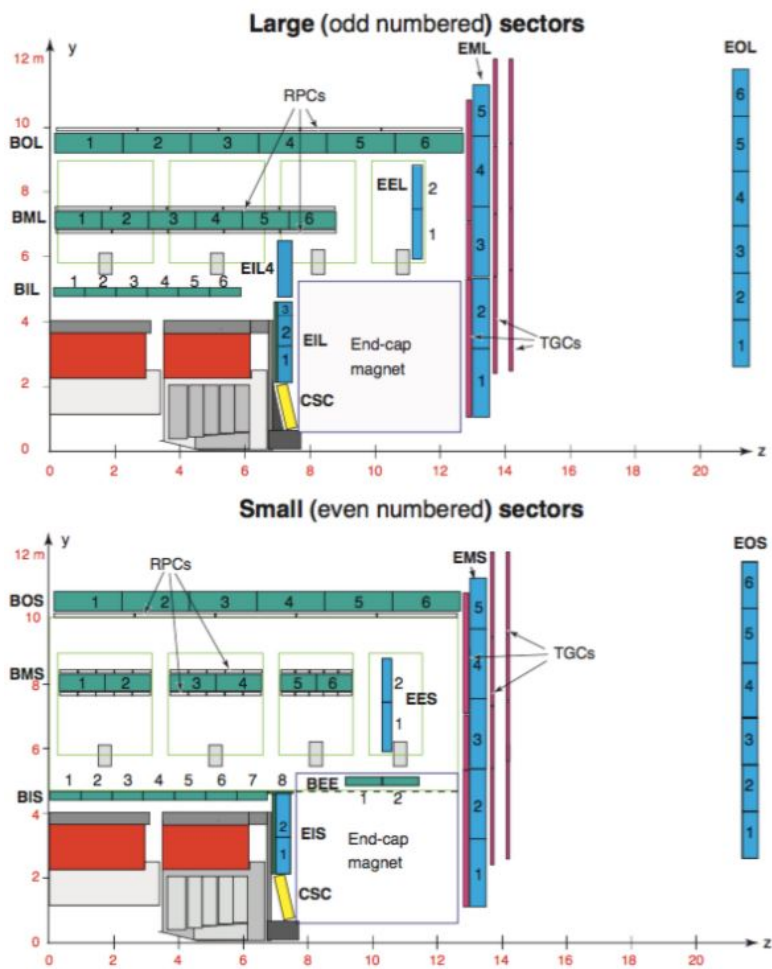 Large (odd numbered) sectors
y
12 m
EML
EOL
RPCs
5
6
10
BOL
1 2 3 4 5 6
5
4
8
EEL
2
4
BML
1 2 3 4 5 6
1
3
3
6
EIL4
BIL
1 2 3 4 5 6
2
2
4
3
EIL
2
End-cap
magnet
TGCs
1
1
1
2
CSC
0
0 2 4 6 8 10 12 14 16 18 20
z
Small (even numbered) sectors
y
12 m
EMS
EOS
RPCs
6
BOS
1 2 3 4 5 6
5
10
5
TGCs
BMS
1 2 3 4 5 6
2
EES
4
4
8
1
3
3
6
1 2 3 4 5 6 7 8
BEE
1 2
BIS
2
2
4
2
EIS
End-cap
magnet
1
1
1
2
CSC
0
0 2 4 6 8 10 12 14 16 18 20
z